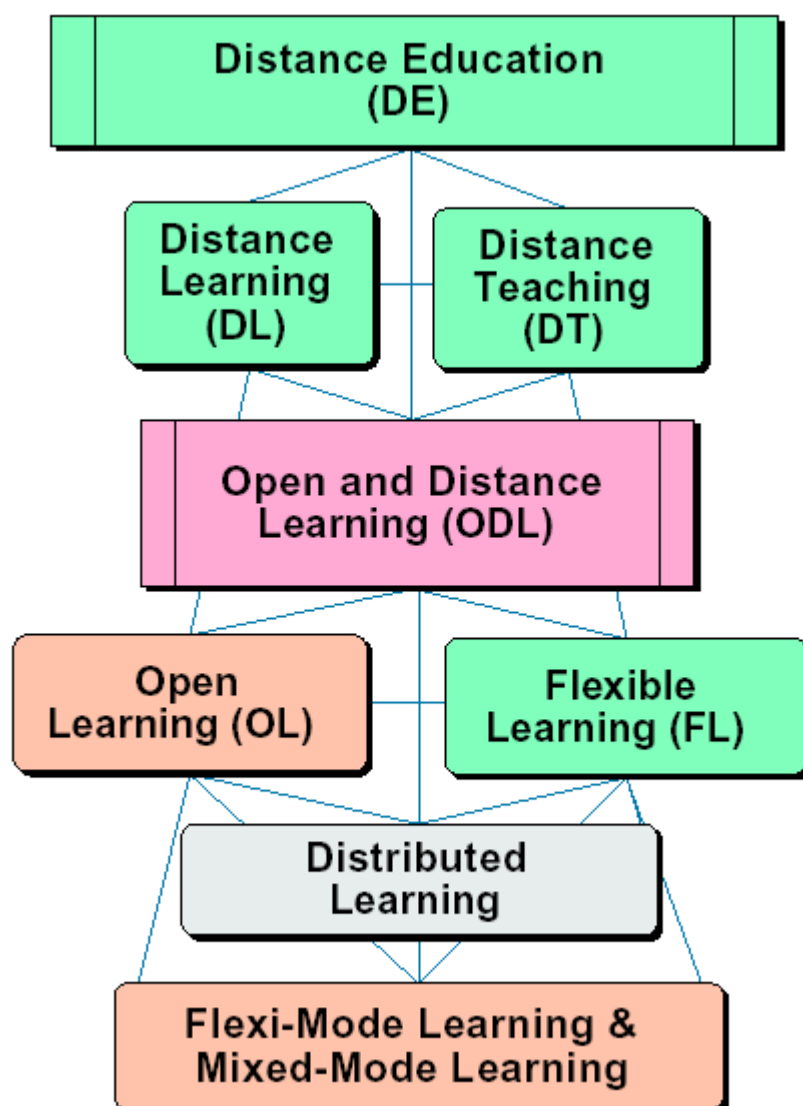 Distance Education
(DE)
Distance
Learning
(DL)
Distance
Teaching
(DT)
Open and Distance
Learning (ODL)
Open
Learning (OL)
Flexible
Learning (FL)
Distributed
Learning
Flexi-Mode Learning &
Mixed-Mode Learning